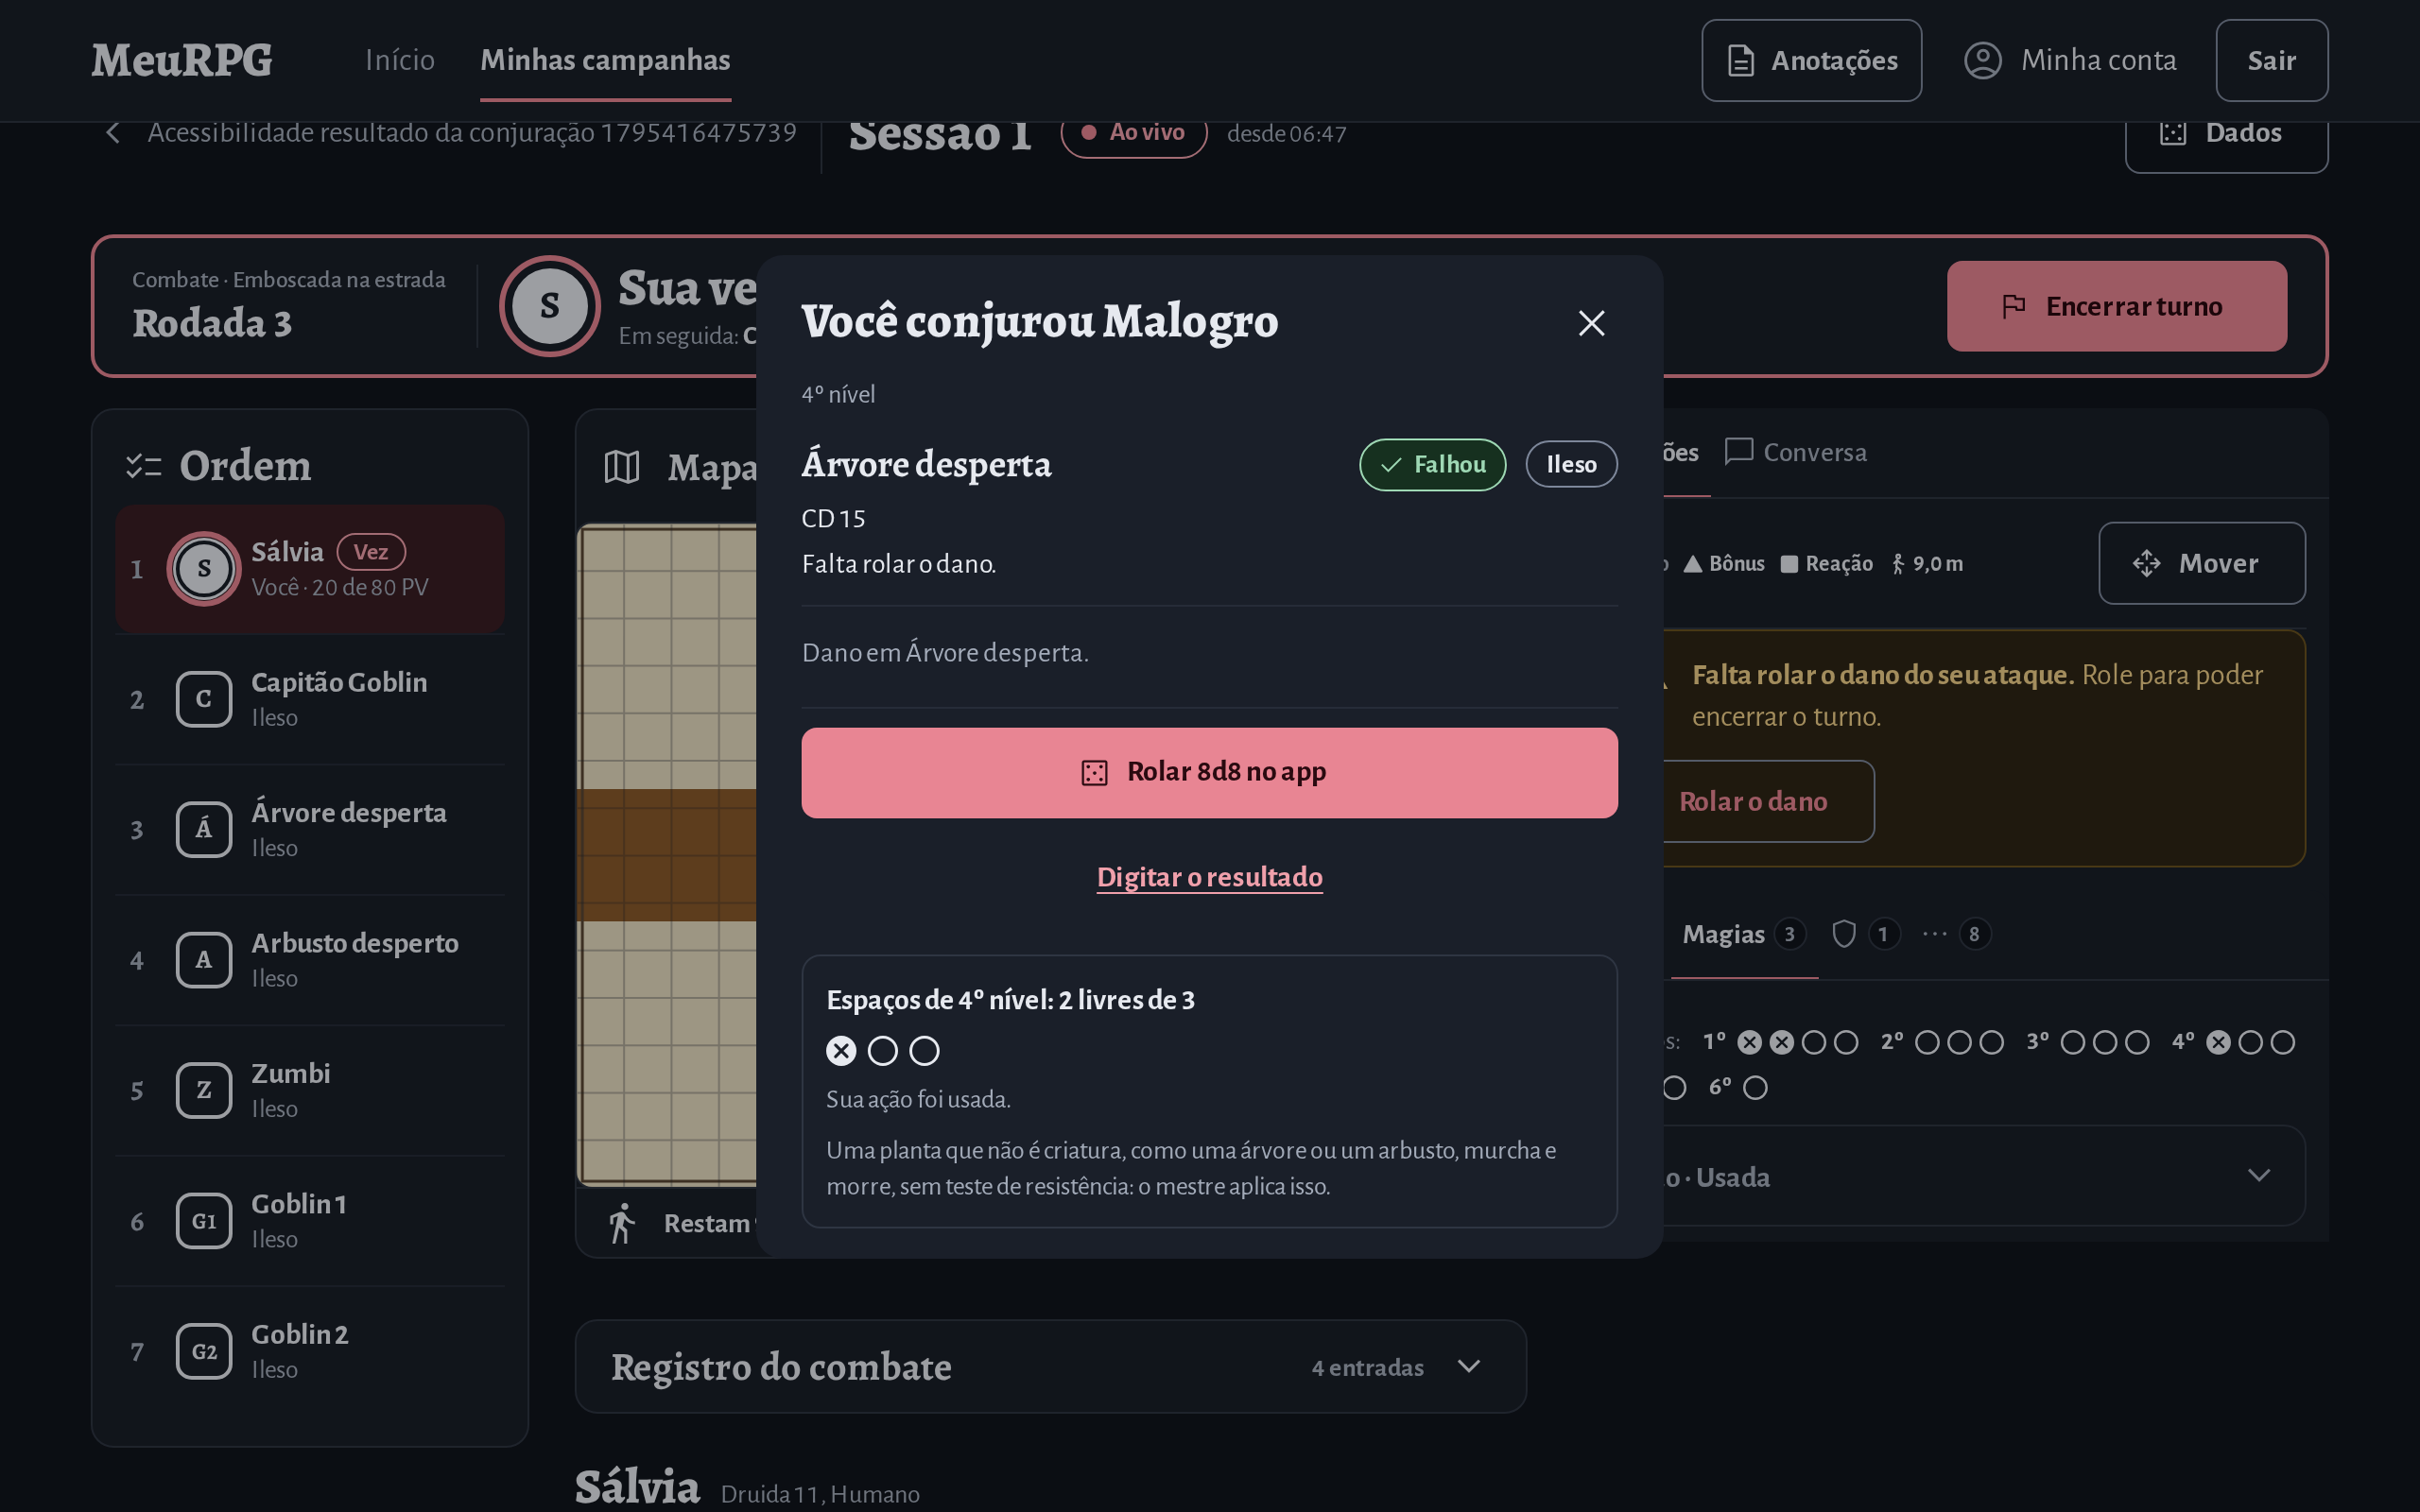 MeuRPG
Início
Minhas campanhas
Anotações
Minha conta
Sair
Acessibilidade resultado da conjuração 1795416475739
Sessão 1
Ao vivo
desde 06:47
Dados
Combate · Emboscada na estrada
Rodada 3
S
Sua ve
Em seguida: C
Encerrar turno
Ordem
1
S
Sálvia
Vez
Você · 20 de 80 PV
2
C
Capitão Goblin
Ileso
3
Á
Árvore desperta
Ileso
4
A
Arbusto desperto
Ileso
5
Z
Zumbi
Ileso
6
G1
Goblin 1
Ileso
7
G2
Goblin 2
Ileso
Mapa
Restam
Você conjurou Malogro
4º nível
Árvore desperta
Falhou
Ileso
CD 15
Falta rolar o dano.
Dano em Árvore desperta.
Rolar 8d8 no app
Digitar o resultado
Espaços de 4º nível: 2 livres de 3
Sua ação foi usada.
Uma planta que não é criatura, como uma árvore ou um arbusto, murcha e
morre, sem teste de resistência: o mestre aplica isso.
ões
Conversa
Bônus
Reação
9,0 m
Mover
Falta rolar o dano do seu ataque. Role para poder
encerrar o turno.
Rolar o dano
Magias 3
1
8
s: 1º 2º 3º 4º
6º
o · Usada
Registro do combate
4 entradas
Sálvia
Druida 11, Humano